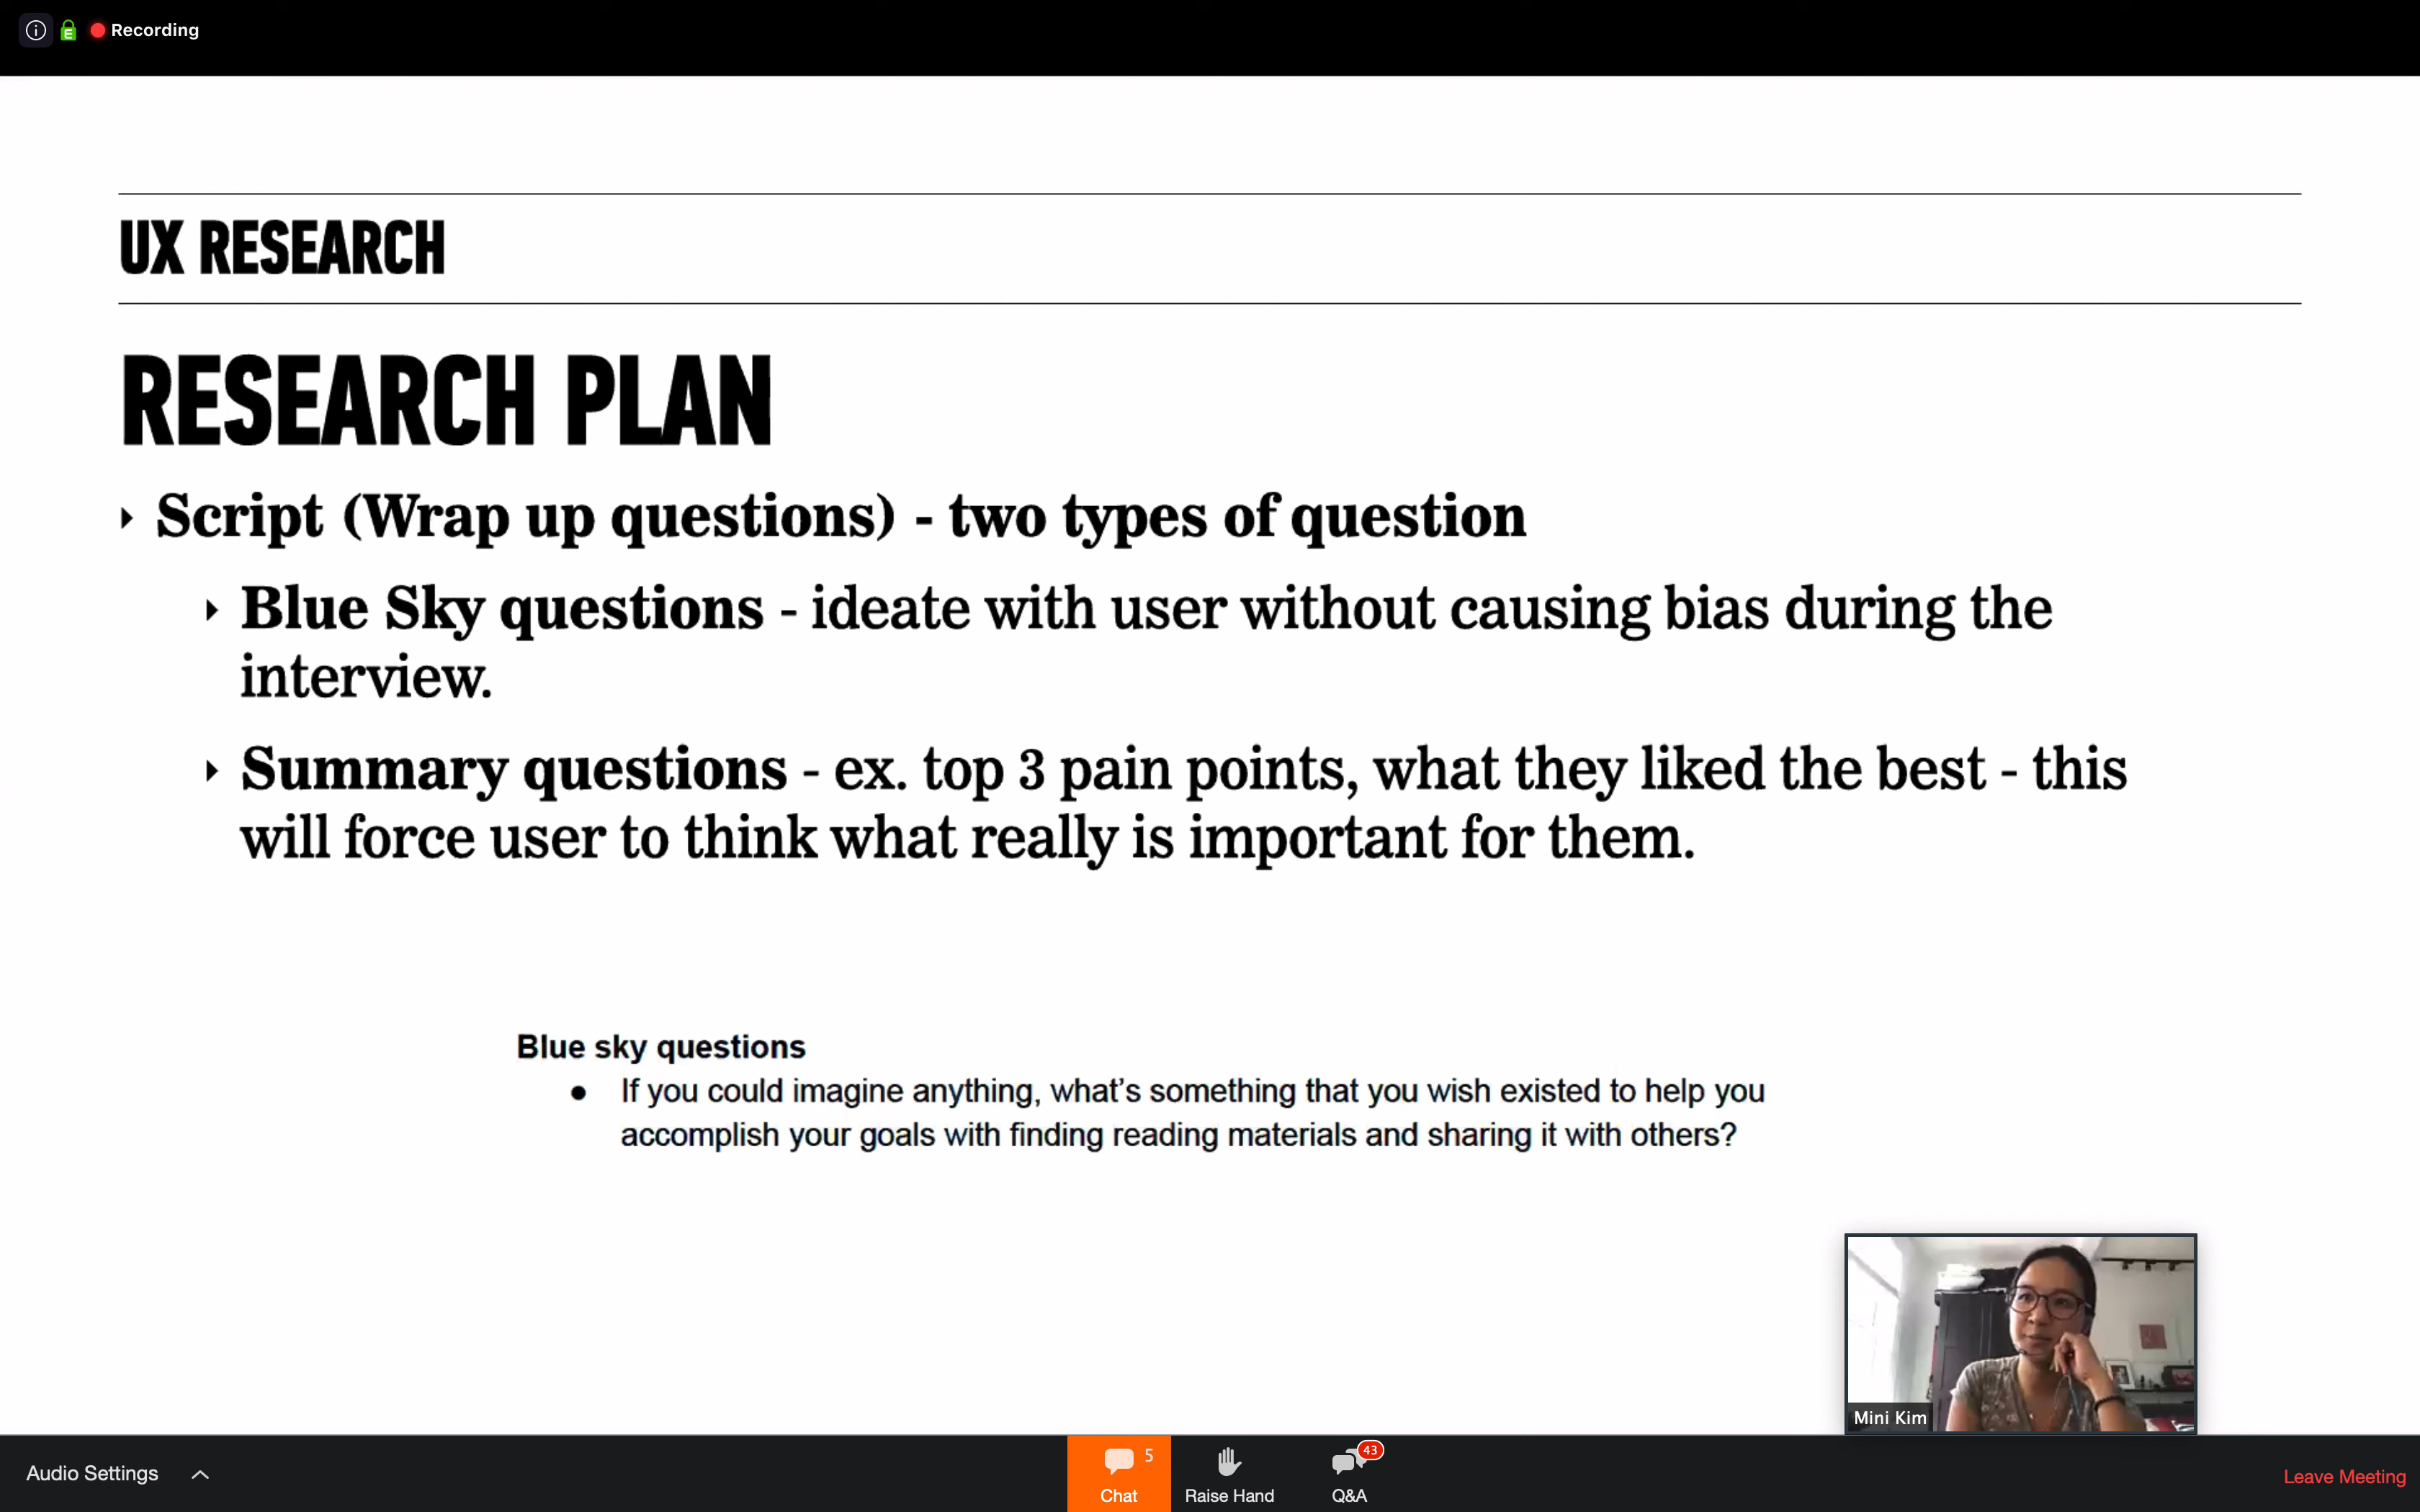 Recording
UX RESEARCH
RESEARCH PLAN
Script (Wrap up questions) - two types of question
Blue Sky questions - ideate with user without causing bias during the
interview.
Summary questions - ex. top 3 pain points, what they liked the best - this
will force user to think what really is important for them.
Blue sky questions
● If you could imagine anything, what's something that you wish existed to help you
accomplish your goals with finding reading materials and sharing it with others?
Mini Kim
Audio Settings
5
Chat
Raise Hand
43
Q&A
Leave Meeting